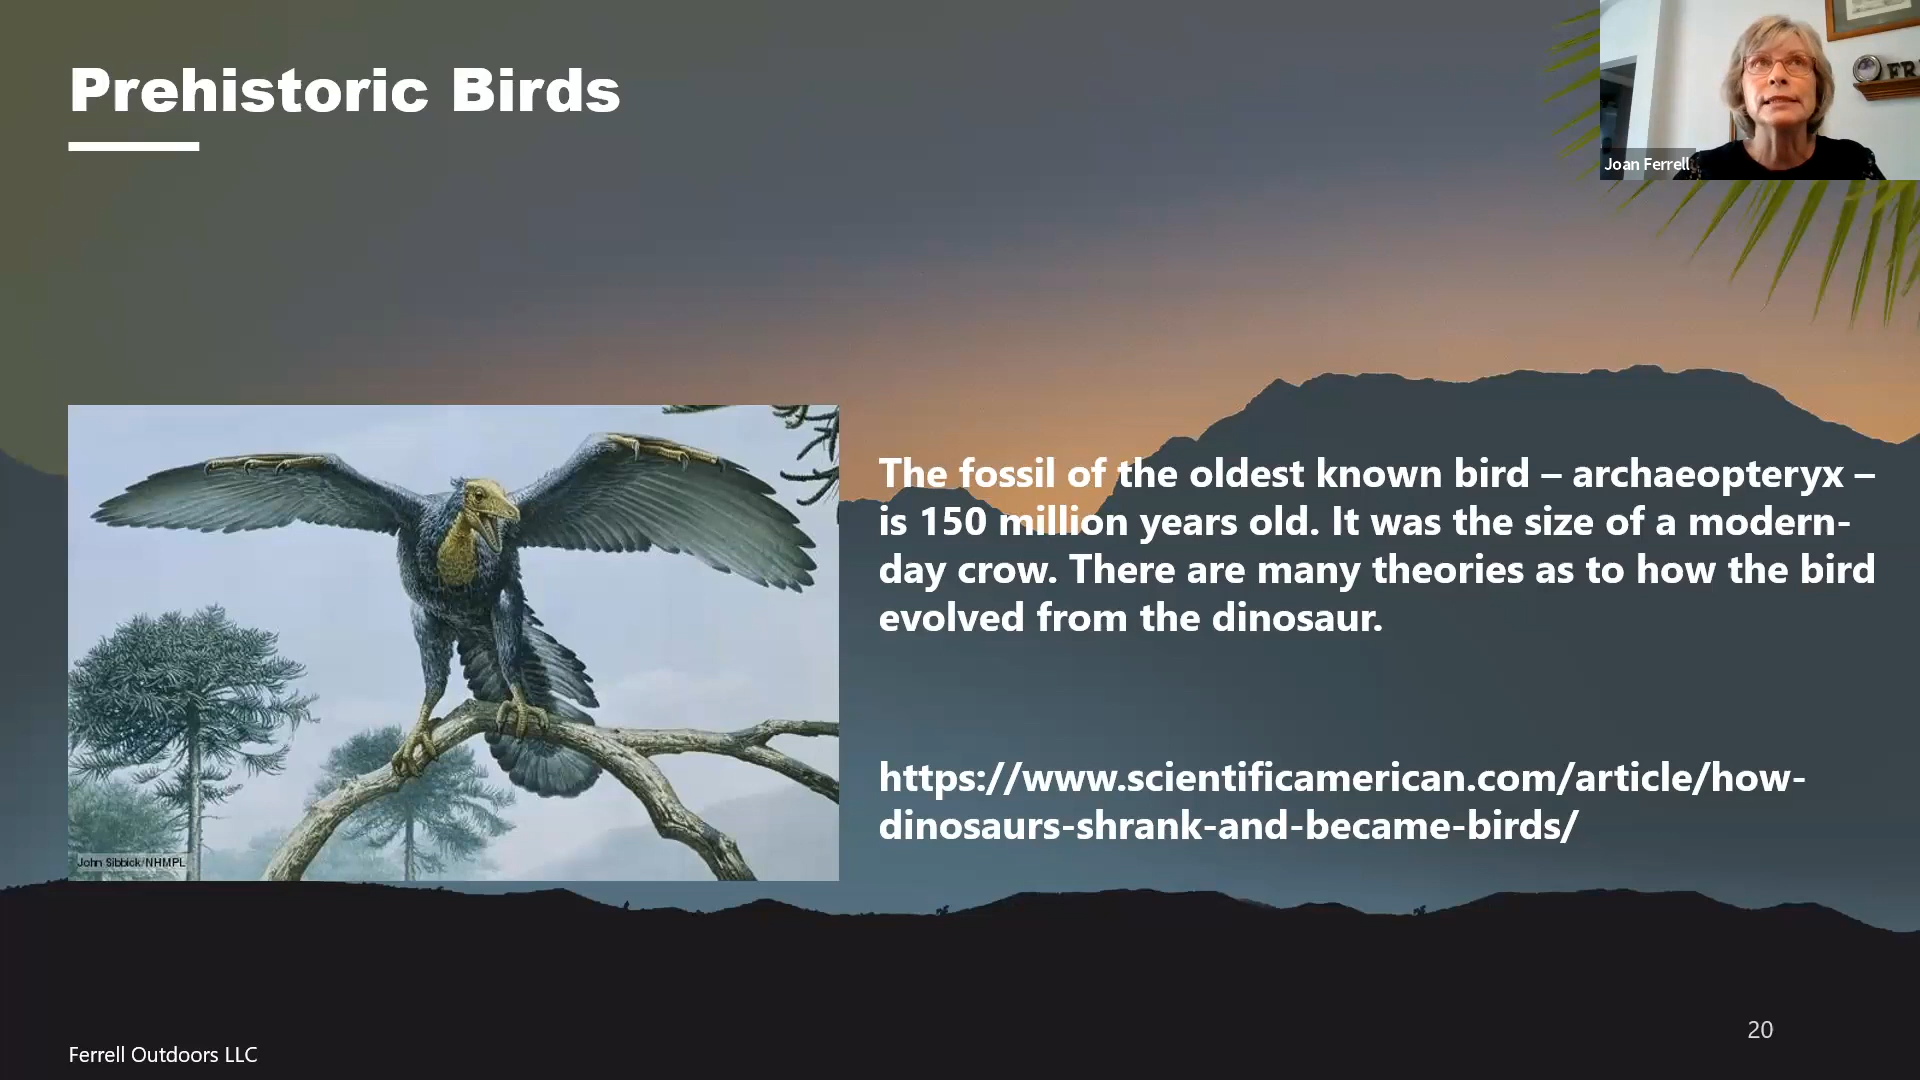 Prehistoric Birds
Joan Ferrell
The fossil of the oldest known bird – archaeopteryx –
is 150 million years old. It was the size of a modern-
day crow. There are many theories as to how the bird
evolved from the dinosaur.
https://www.scientificamerican.com/article/how-
dinosaurs-shrank-and-became-birds/
John Sibbick/NHMPL
20
Ferrell Outdoors LLC